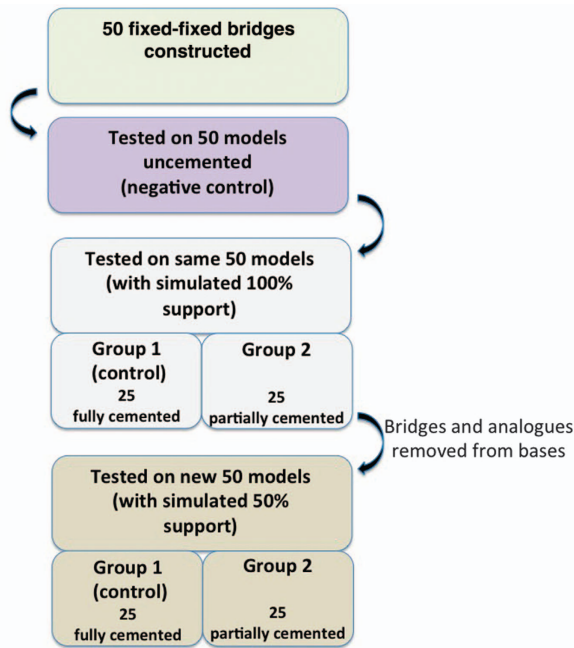 50 fixed-fixed bridges
constructed
Tested on 50 models
uncemented
(negative control)
Tested on same 50 models
(with simulated 100%
support)
Group 1
(control)
25
fully cemented
Group 2
25
partially cemented
Bridges and analogues
removed from bases
Tested on new 50 models
(with simulated 50%
support)
Group 1
(control)
25
fully cemented
Group 2
25
partially cemented